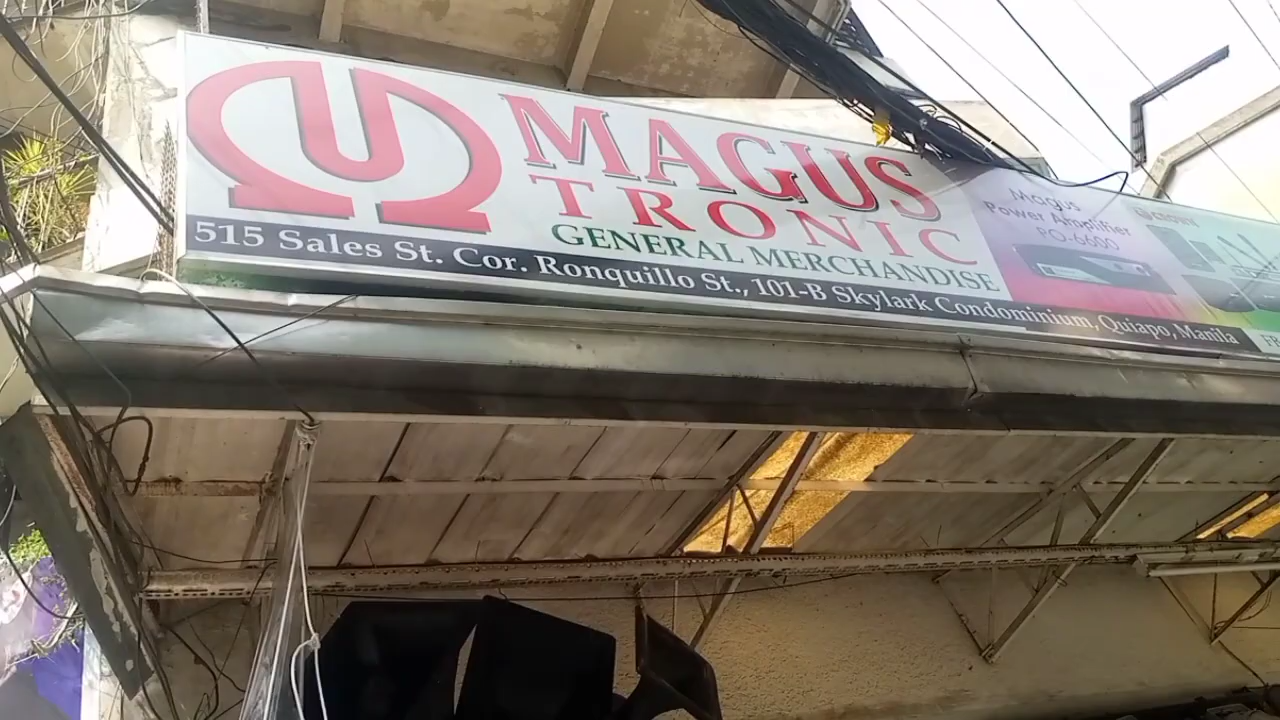 MAGUS
TRONIC
GENERAL MERCHANDISE
515 Sales St. Cor. Ronquillo St., 101-B Skylark Condominium, Quiapo, Manila
Magus
Power Amplifier
PO-6600
CROWN